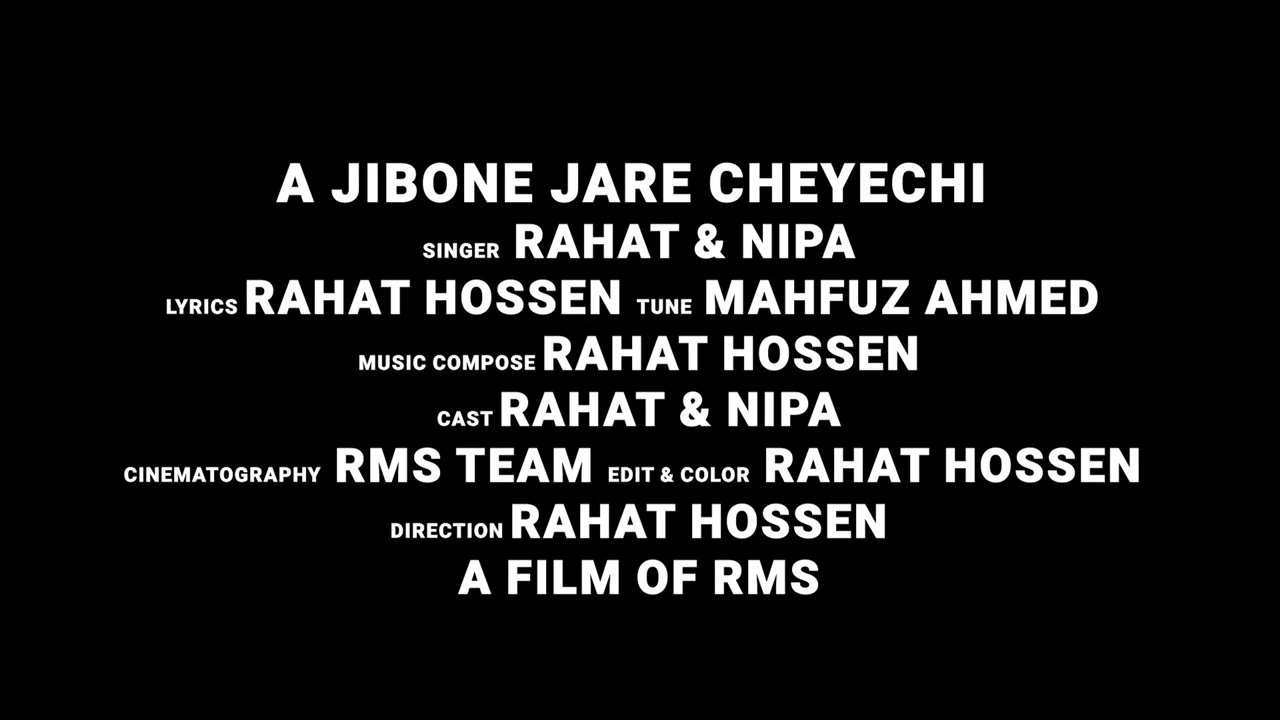 A JIBONE JARE CHEYECHI
SINGER RAHAT & NIPA
LYRICS RAHAT HOSSEN TUNE MAHFUZ AHMED
MUSIC COMPOSE RAHAT HOSSEN
CAST RAHAT & NIPA
CINEMATOGRAPHY RMS TEAM EDIT & COLOR RAHAT HOSSEN
DIRECTION RAHAT HOSSEN
A FILM OF RMS